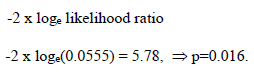 -2 x logₑ likelihood ratio
-2 x logₑ(0.0555) = 5.78, ⇒ p=0.016.